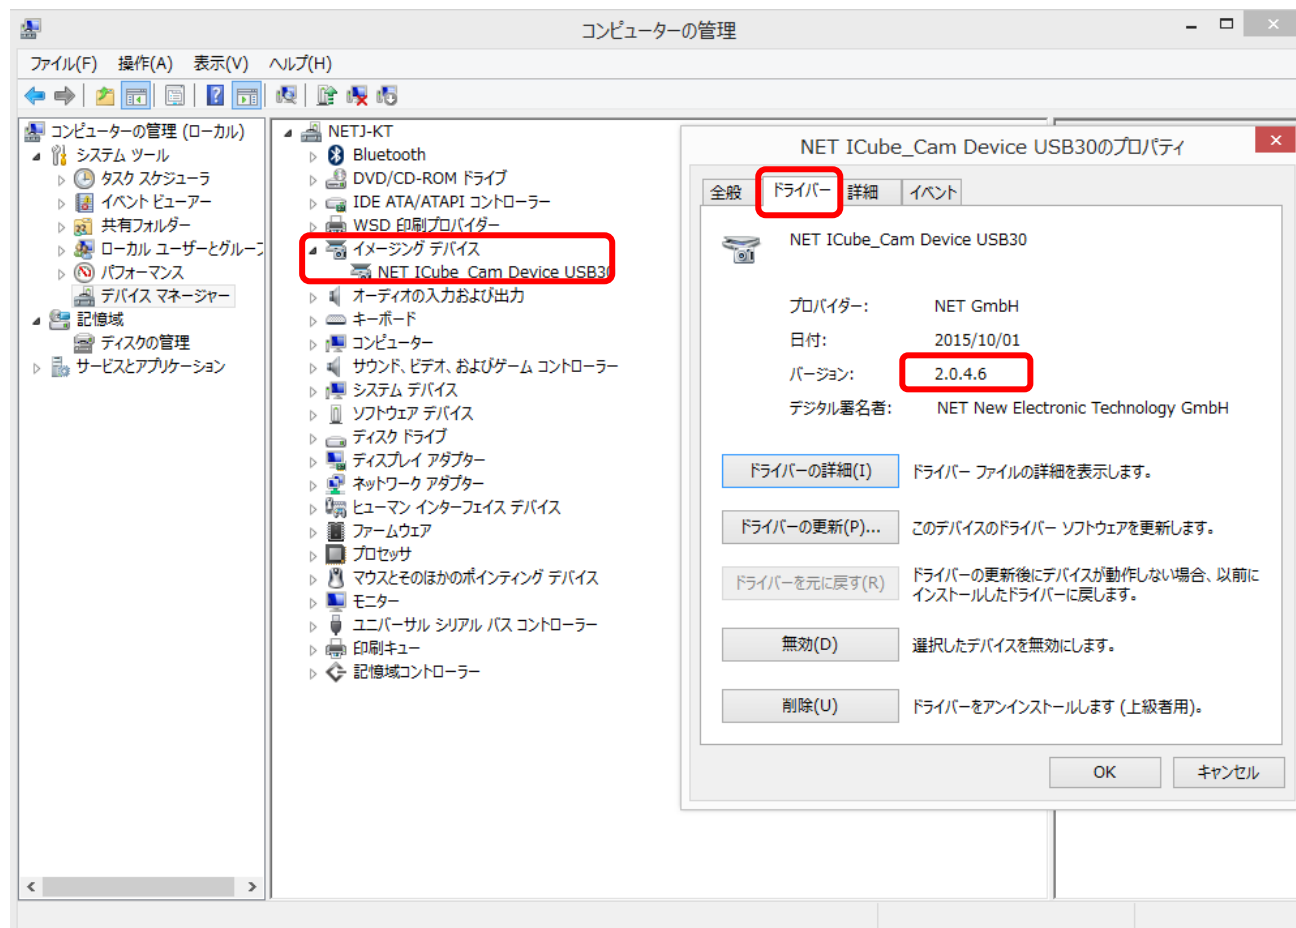 コンピューターの管理
ファイル(F) 操作(A) 表示(V) ヘルプ(H)
コンピューターの管理 (ローカル)
システム ツール
タスク スケジューラ
イベント ビューアー
共有フォルダー
ローカル ユーザーとグループ
パフォーマンス
デバイス マネージャー
記憶域
ディスクの管理
サービスとアプリケーション
NETJ-KT
Bluetooth
DVD/CD-ROM ドライブ
IDE ATA/ATAPI コントローラー
WSD 印刷プロバイダー
イメージング デバイス
NET ICube_Cam Device USB30
オーディオの入力および出力
キーボード
コンピューター
サウンド、ビデオ、およびゲーム コントローラー
システム デバイス
ソフトウェア デバイス
ディスク ドライブ
ディスプレイ アダプター
ネットワーク アダプター
ヒューマン インターフェイス デバイス
ファームウェア
プロセッサ
マウスとそのほかのポインティング デバイス
モニター
ユニバーサル シリアル バス コントローラー
印刷キュー
記憶域コントローラー
NET ICube_Cam Device USB30のプロパティ
全般 ドライバー 詳細 イベント
NET ICube_Cam Device USB30
プロバイダー: NET GmbH
日付: 2015/10/01
バージョン: 2.0.4.6
デジタル署名者: NET New Electronic Technology GmbH
ドライバーの詳細(I) ドライバー ファイルの詳細を表示します。
ドライバーの更新(P)... このデバイスのドライバー ソフトウェアを更新します。
ドライバーを元に戻す(R) ドライバーの更新後にデバイスが動作しない場合、以前に
インストールしたドライバーに戻します。
無効(D) 選択したデバイスを無効にします。
削除(U) ドライバーをアンインストールします (上級者用)。
OK キャンセル